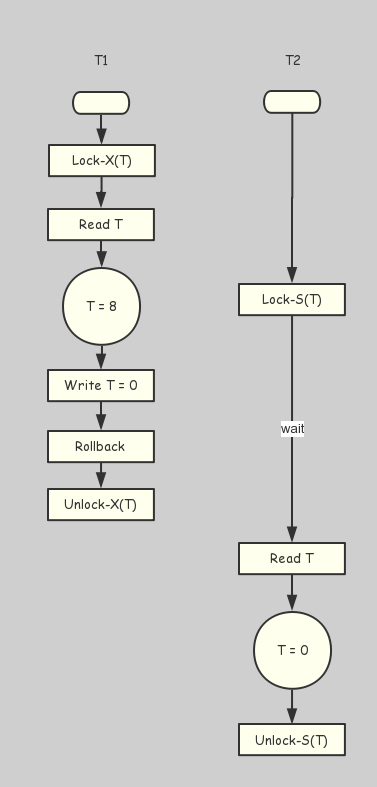 T1
T2
Lock-X(T)
Read T
T = 8
Write T = 0
Rollback
Unlock-X(T)
Lock-S(T)
wait
Read T
T = 0
Unlock-S(T)